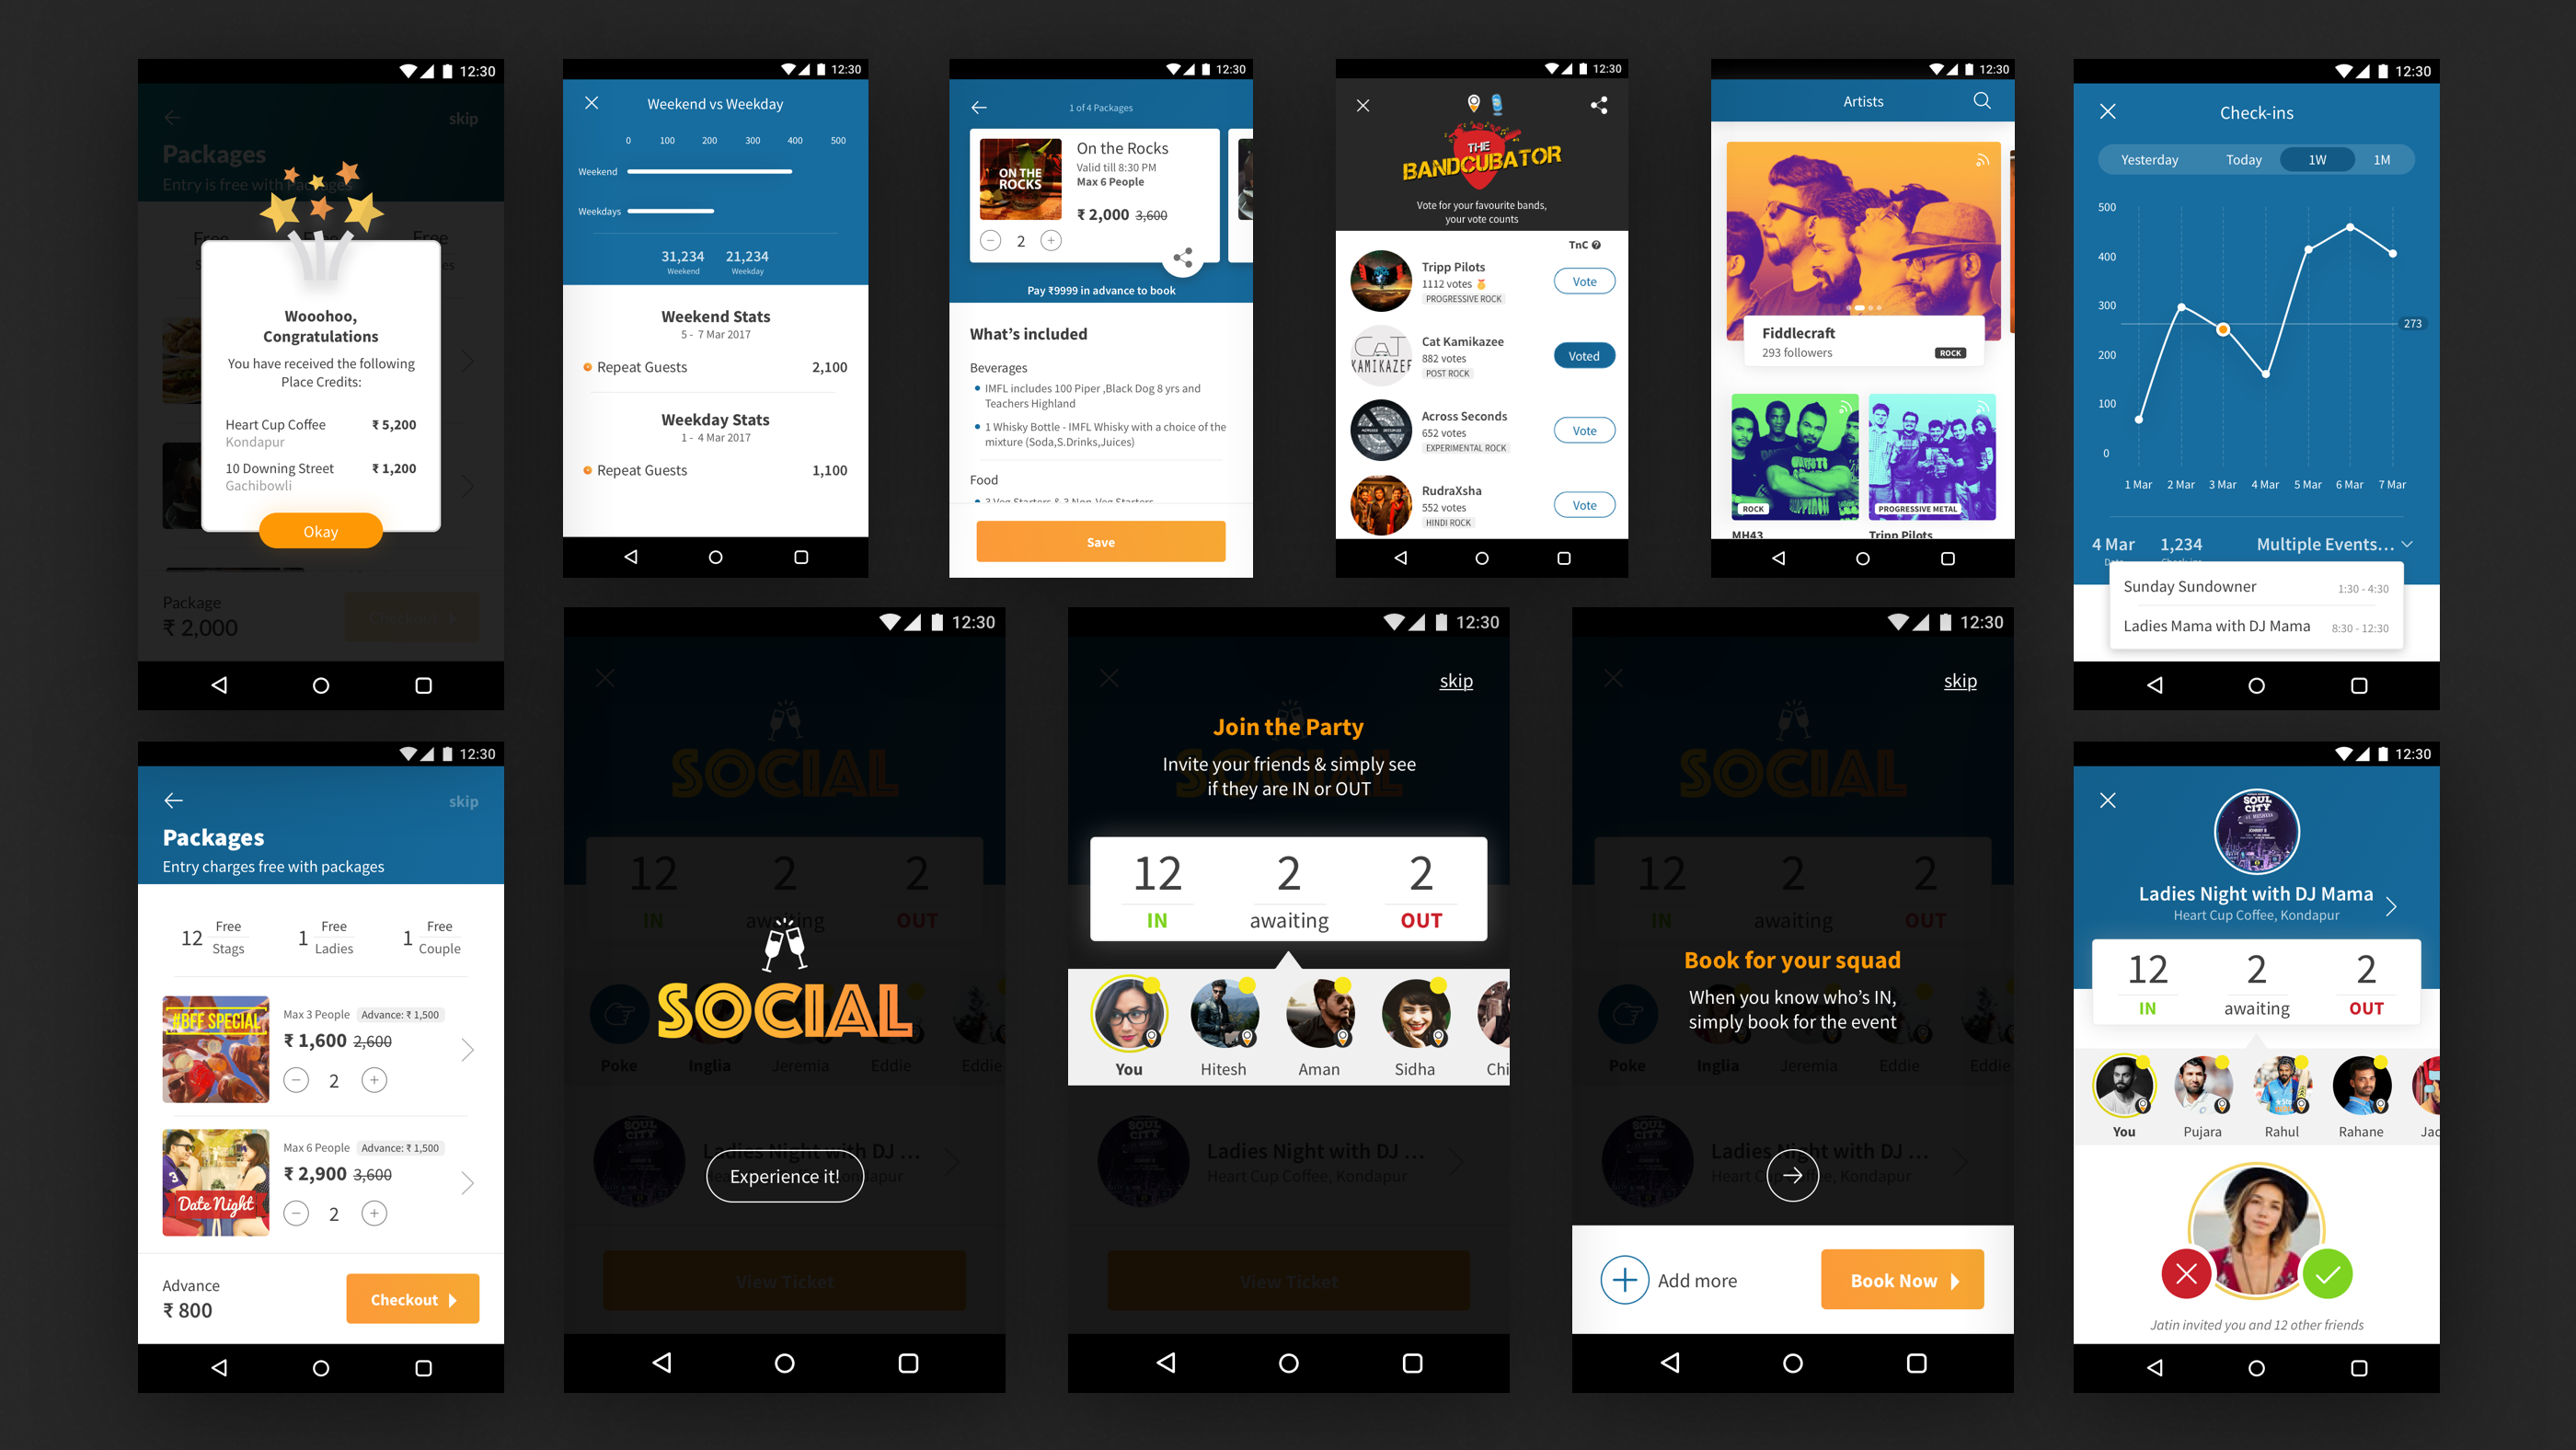 12:30
skip
Packages
Entry is free with Packages
Free
Free
Wooohoo,
Congratulations
You have received the following
Place Credits:
Heart Cup Coffee ₹ 5,200
Kondapur
10 Downing Street ₹ 1,200
Gachibowli
Okay
Package
₹ 2,000
Checkout
12:30
Weekend vs Weekday
0 100 200 300 400 500
Weekend
Weekdays
31,234 21,234
Weekend Weekday
Weekend Stats
5 - 7 Mar 2017
Repeat Guests 2,100
Weekday Stats
1 - 4 Mar 2017
Repeat Guests 1,100
12:30
1 of 4 Packages
ON THE
ROCKS
On the Rocks
Valid till 8:30 PM
Max 6 People
₹ 2,000 3,600
2
Pay ₹9999 in advance to book
What's included
Beverages
IMFL includes 100 Piper ,Black Dog 8 yrs and
Teachers Highland
1 Whisky Bottle - IMFL Whisky with a choice of the
mixture (Soda,S.Drinks,Juices)
Food
3 Veg Starters & 3 Non-Veg Starters
Save
12:30
THE
BANDCUBATOR
Vote for your favourite bands,
your vote counts
TnC
Tripp Pilots
1112 votes
PROGRESSIVE ROCK
Vote
CAT
KAMIKAZEE
Cat Kamikazee
882 votes
POST ROCK
Voted
Across Seconds
652 votes
EXPERIMENTAL ROCK
Vote
RudraXsha
552 votes
HINDI ROCK
Vote
12:30
Artists
Fiddlecraft
293 followers ROCK
ROCK
PROGRESSIVE METAL
MH43 Tripp Pilots
12:30
Check-ins
Yesterday Today 1W 1M
500
400
300
273
200
100
0
1 Mar 2 Mar 3 Mar 4 Mar 5 Mar 6 Mar 7 Mar
4 Mar 1,234 Multiple Events...
Sunday Sundowner 1:30 - 4:30
Ladies Mama with DJ Mama 8:30 - 12:30
12:30
skip
Packages
Entry charges free with packages
12 Free Stags
1 Free Ladies
1 Free Couple
#BFF SPECIAL
Max 3 People Advance: ₹ 1,500
₹ 1,600 2,600
2
Date Night
Max 6 People Advance: ₹ 1,500
₹ 2,900 3,600
2
Advance
₹ 800
Checkout
12:30
SOCIAL
12 2 2
IN awaiting OUT
SOCIAL
Poke Inglia Jeremia Eddie Eddie
Ladies Night with DJ ...
Heart Cup Coffee, Kondapur
Experience it!
View Ticket
12:30
skip
SOCIAL
Join the Party
Invite your friends & simply see
if they are IN or OUT
12 2 2
IN awaiting OUT
You Hitesh Aman Sidha Chi
SOUL
CITY
Ladies Night with DJ ...
Heart Cup Coffee, Kondapur
View Ticket
12:30
skip
SOCIAL
12 2 2
IN awaiting OUT
Book for your squad
When you know who's IN,
simply book for the event
Poke Inglia Jeremia Eddie Eddie
SOUL
CITY
Ladies Night with DJ ...
Heart Cup Coffee, Kondapur
Add more Book Now
12:30
SOUL
CITY
Ladies Night with DJ Mama
Heart Cup Coffee, Kondapur
12 2 2
IN awaiting OUT
You Pujara Rahul Rahane Jac
Jatin invited you and 12 other friends